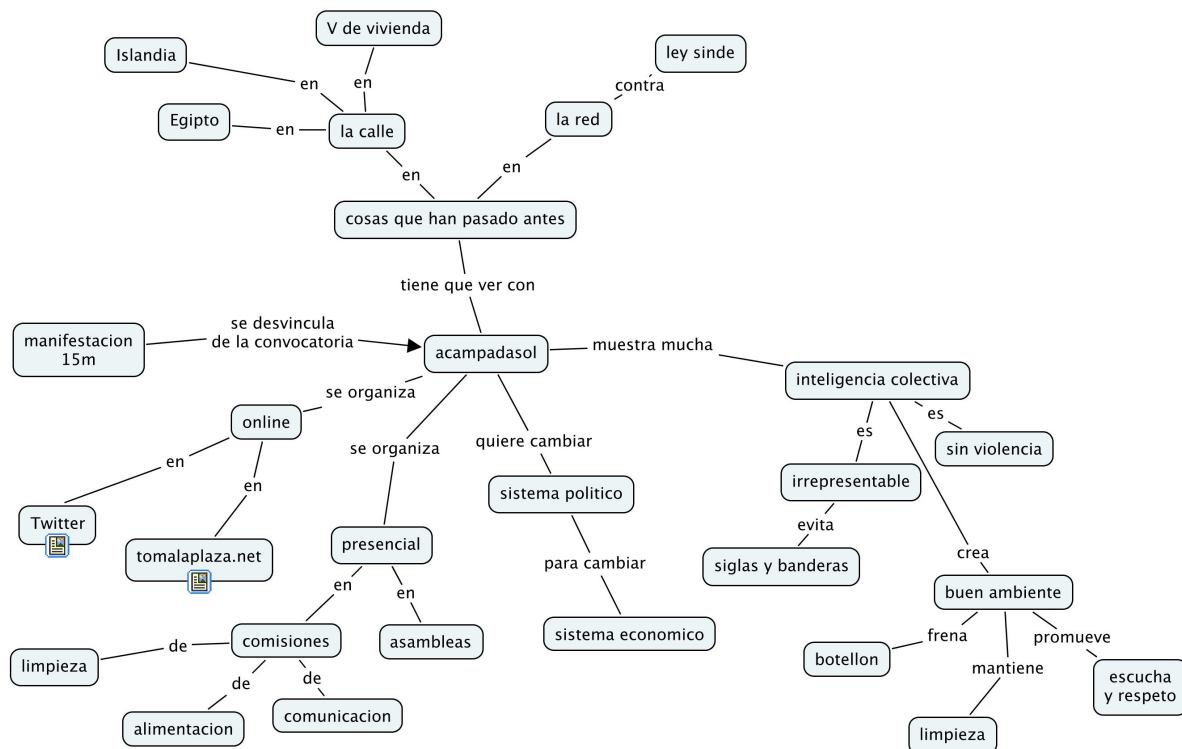 V de vivienda
Islandia
ley sinde
en
en
contra
Egipto
en
la calle
la red
en
en
cosas que han pasado antes
tiene que ver con
manifestacion
15m
se desvincula
de la convocatoria
acampadasol
muestra mucha
inteligencia colectiva
se organiza
online
se organiza
quiere cambiar
es
es
sin violencia
en
en
sistema politico
irrepresentable
Twitter
evita
tomalaplaza.net
presencial
para cambiar
siglas y banderas
crea
en
en
buen ambiente
comisiones
asambleas
sistema economico
frena
promueve
limpieza
de
botellon
mantiene
escucha
y respeto
de
de
alimentacion
comunicacion
limpieza